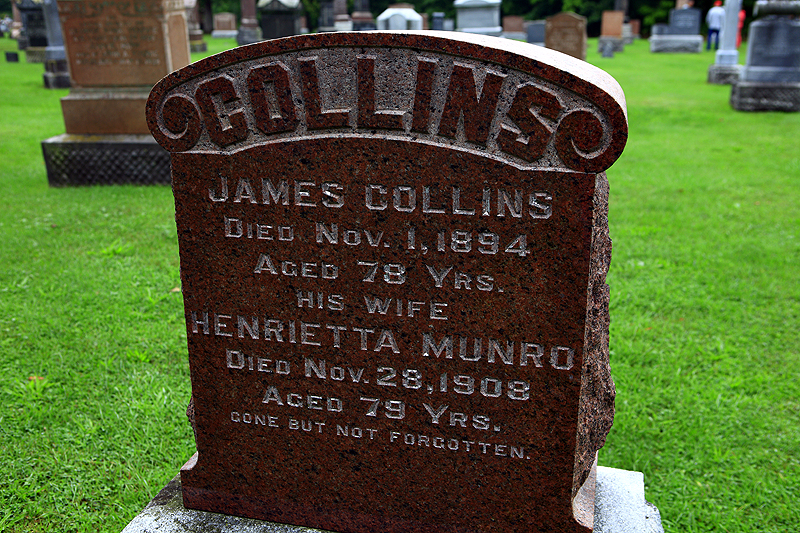 COLLINS
JAMES COLLINS
DIED NOV. 1, 1894
AGED 78 YRS.
HIS WIFE
HENRIETTA MUNRO
DIED NOV. 28, 1908
AGED 79 YRS.
GONE BUT NOT FORGOTTEN.